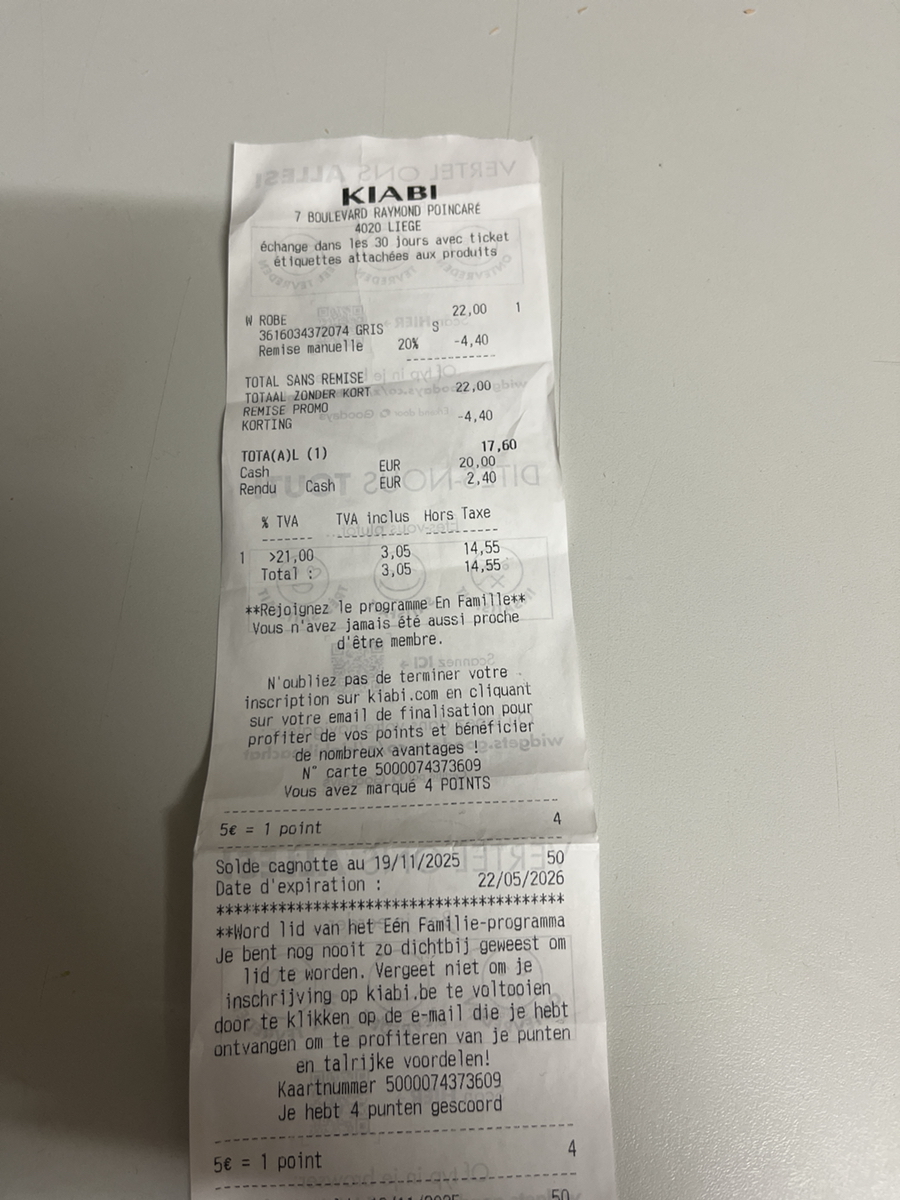 KIABI
7 BOULEVARD RAYMOND POINCARÉ
4020 LIEGE
échange dans les 30 jours avec ticket
étiquettes attachées aux produits
W ROBE 22,00 1
3616034372074 GRIS S
Remise manuelle 20% -4,40
------------
TOTAL SANS REMISE
TOTAAL ZONDER KORT 22,00
REMISE PROMO
KORTING -4,40
TOTA(A)L (1) 17,60
Cash EUR 20,00
Rendu Cash EUR 2,40
% TVA TVA inclus Hors Taxe
------- ---------- ---------
1 >21,00 3,05 14,55
Total : 3,05 14,55
**Rejoignez le programme En Famille**
Vous n'avez jamais été aussi proche
d'être membre.
N'oubliez pas de terminer votre
inscription sur kiabi.com en cliquant
sur votre email de finalisation pour
profiter de vos points et bénéficier
de nombreux avantages !
N° carte 5000074373609
Vous avez marqué 4 POINTS
----------------------------------------
5€ = 1 point 4
----------------------------------------
Solde cagnotte au 19/11/2025 50
Date d'expiration : 22/05/2026
****************************************
**Word lid van het Eén Familie-programma
Je bent nog nooit zo dichtbij geweest om
lid te worden. Vergeet niet om je
inschrijving op kiabi.be te voltooien
door te klikken op de e-mail die je hebt
ontvangen om te profiteren van je punten
en talrijke voordelen!
Kaartnummer 5000074373609
Je hebt 4 punten gescoord
----------------------------------------
5€ = 1 point 4
----------------------------------------
50